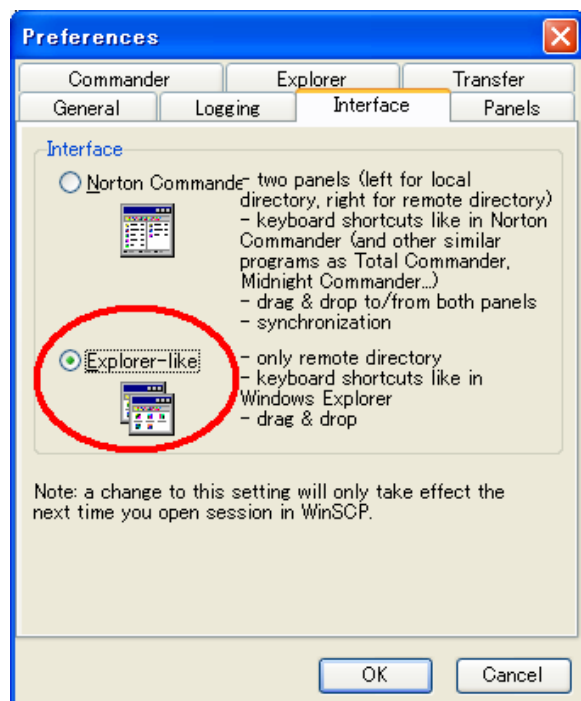 Preferences
Commander Explorer Transfer
General Logging Interface Panels
Interface
Norton Commande
- two panels (left for local
directory, right for remote directory)
- keyboard shortcuts like in Norton
Commander (and other similar
programs as Total Commander,
Midnight Commander...)
- drag & drop to/from both panels
- synchronization
Explorer-like
- only remote directory
- keyboard shortcuts like in
Windows Explorer
- drag & drop
Note: a change to this setting will only take effect the
next time you open session in WinSCP.
OK Cancel